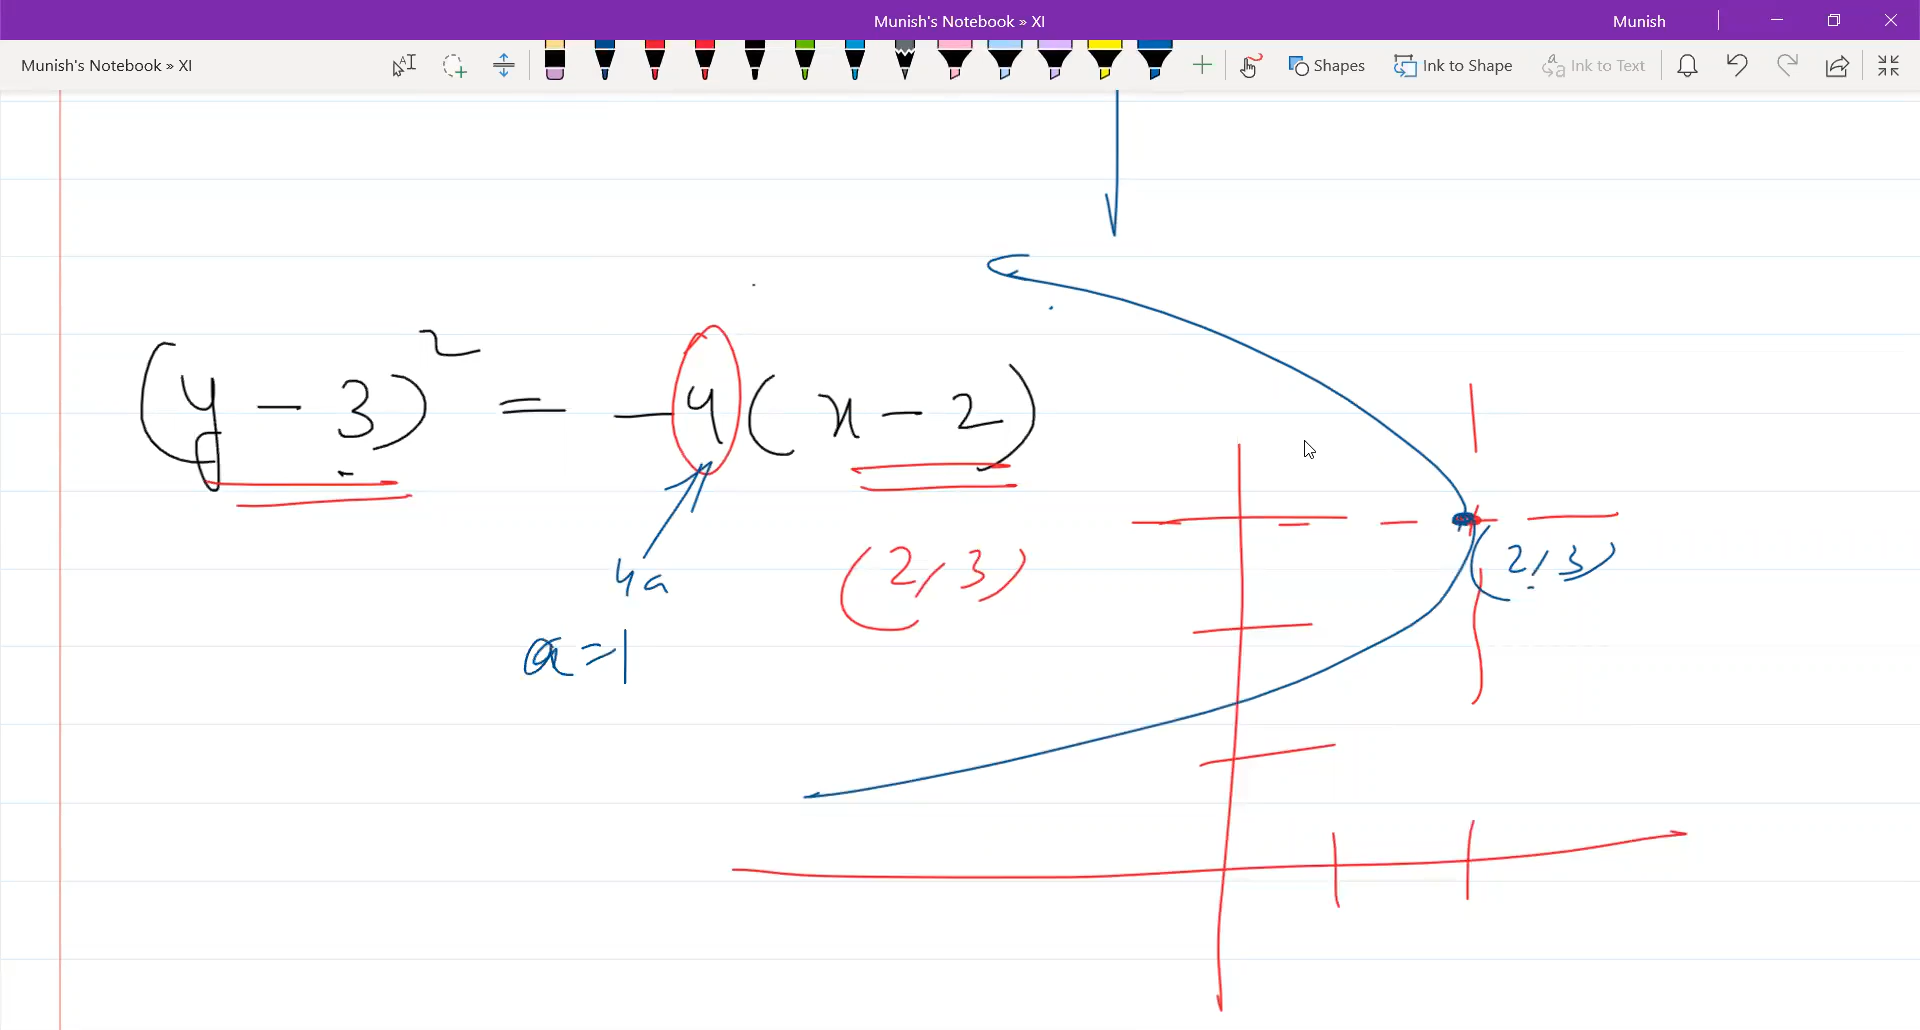 Munish's Notebook » XI
Munish
Munish's Notebook » XI
Shapes
Ink to Shape
Ink to Text
(y - 3)² = -4(x - 2)
4a
(2, 3)
(2, 3)
a = 1